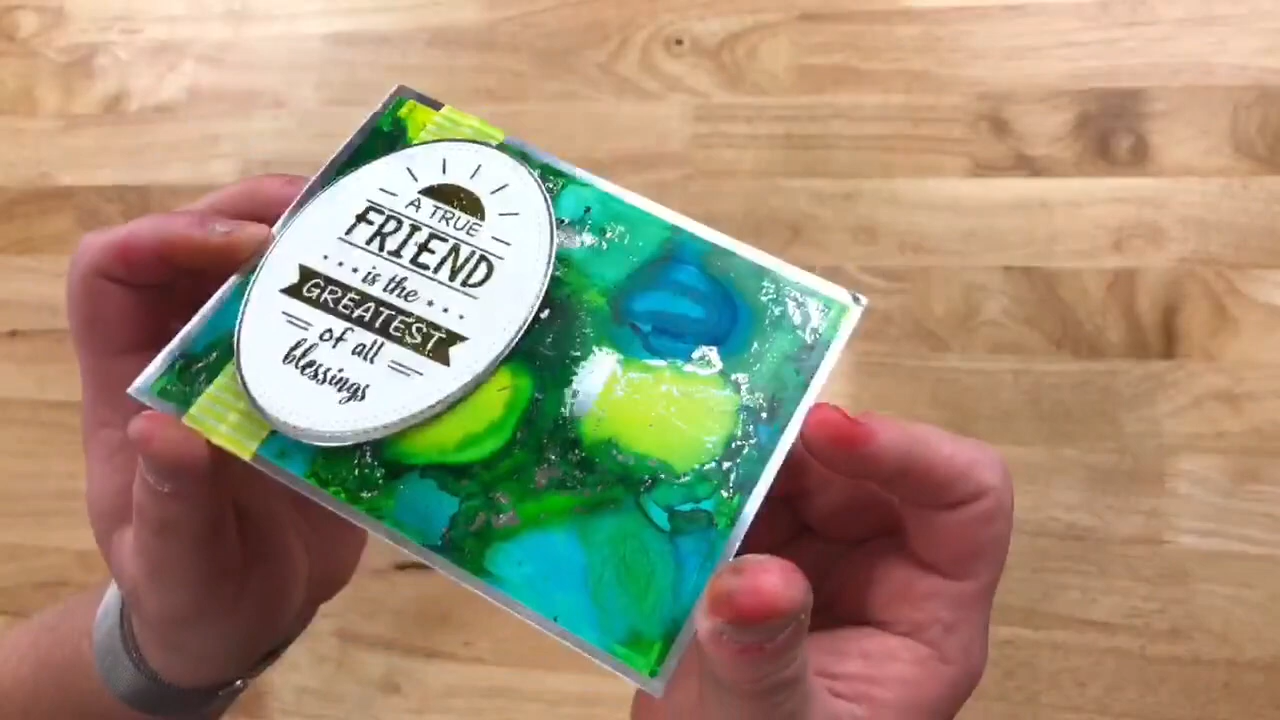 A TRUE
FRIEND
is the
GREATEST
of all
blessings